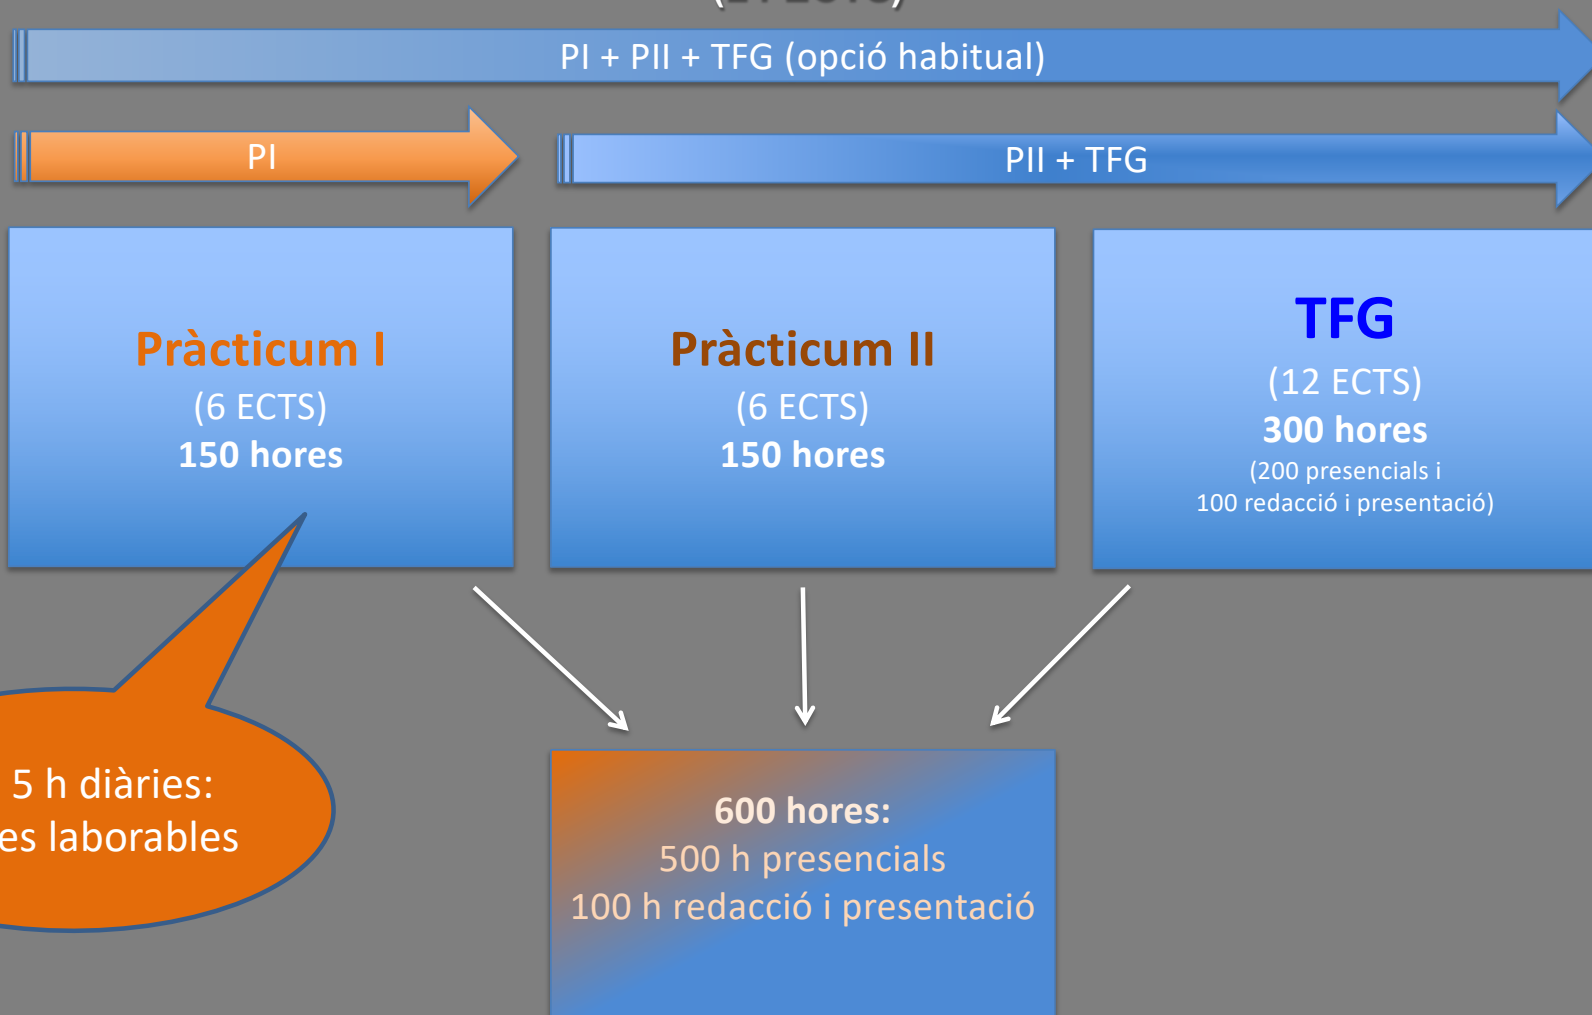 PI + PII + TFG (opció habitual)
PI
PII + TFG
Pràcticum I
(6 ECTS)
150 hores
Pràcticum II
(6 ECTS)
150 hores
TFG
(12 ECTS)
300 hores
(200 presencials i
100 redacció i presentació)
5 h diàries:
laborables
600 hores:
500 h presencials
100 h redacció i presentació